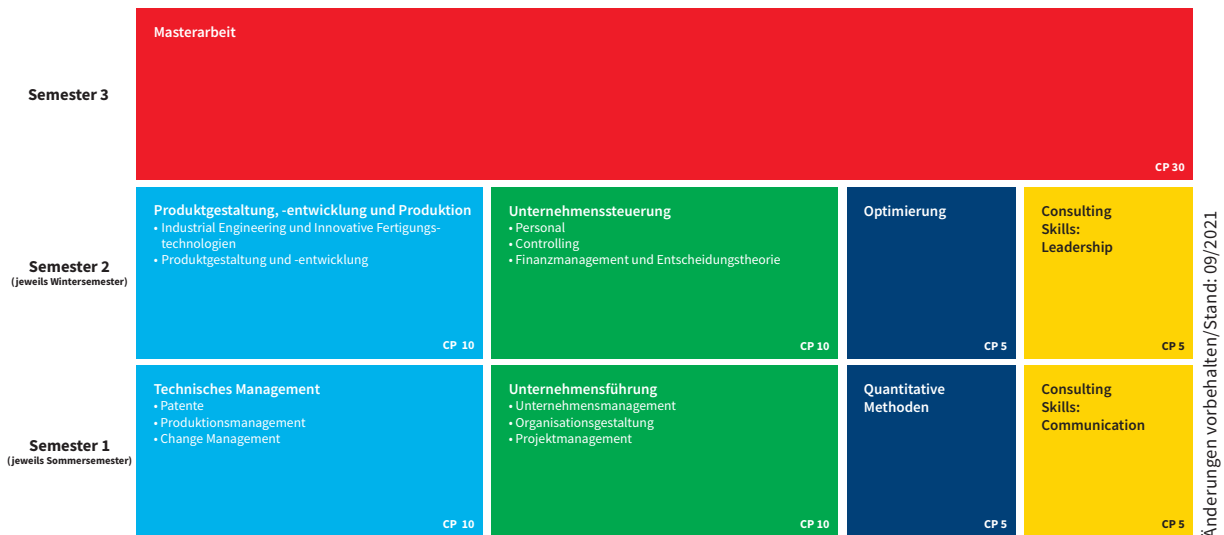 Semester 3
Masterarbeit
CP 30
Semester 2
(jeweils Wintersemester)
Produktgestaltung, -entwicklung und Produktion
• Industrial Engineering und Innovative Fertigungs-
technologien
• Produktgestaltung und -entwicklung
CP 10
Unternehmenssteuerung
• Personal
• Controlling
• Finanzmanagement und Entscheidungstheorie
CP 10
Optimierung
CP 5
Consulting
Skills:
Leadership
CP 5
Semester 1
(jeweils Sommersemester)
Technisches Management
• Patente
• Produktionsmanagement
• Change Management
CP 10
Unternehmensführung
• Unternehmensmanagement
• Organisationsgestaltung
• Projektmanagement
CP 10
Quantitative
Methoden
CP 5
Consulting
Skills:
Communication
CP 5
Änderungen vorbehalten/Stand: 09/2021